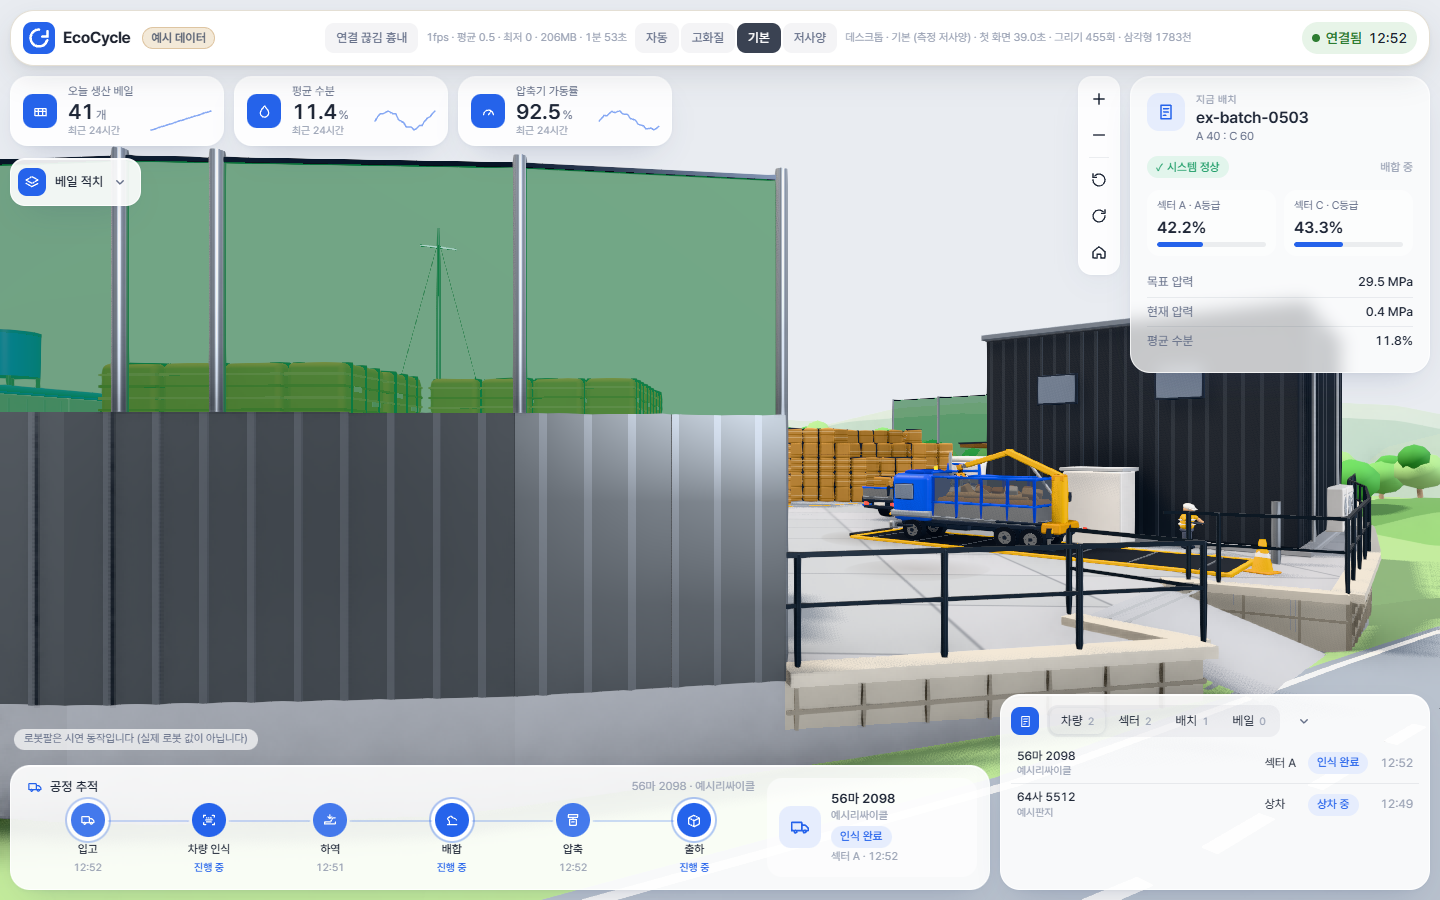 EcoCycle
예시 데이터
연결 끊김 흉내
1fps · 평균 0.5 · 최저 0 · 206MB · 1분 53초
자동
고화질
기본
저사양
데스크톱 · 기본 (측정 저사양) · 첫 화면 39.0초 · 그리기 455회 · 삼각형 1783천
연결됨 12:52
오늘 생산 베일
41 개
최근 24시간
평균 수분
11.4 %
최근 24시간
압축기 가동률
92.5 %
최근 24시간
베일 적치
지금 배치
ex-batch-0503
A 40 : C 60
✓ 시스템 정상
배합 중
섹터 A · A등급
42.2%
섹터 C · C등급
43.3%
목표 압력 29.5 MPa
현재 압력 0.4 MPa
평균 수분 11.8%
로봇팔은 시연 동작입니다 (실제 로봇 값이 아닙니다)
공정 추적
56마 2098 · 예시리싸이클
입고
12:52
차량 인식
진행 중
하역
12:51
배합
진행 중
압축
12:52
출하
진행 중
56마 2098
예시리싸이클
인식 완료
섹터 A · 12:52
차량 2
섹터 2
배치 1
베일 0
56마 2098
예시리싸이클
섹터 A
인식 완료
12:52
64사 5512
예시판지
상차
상차 중
12:49